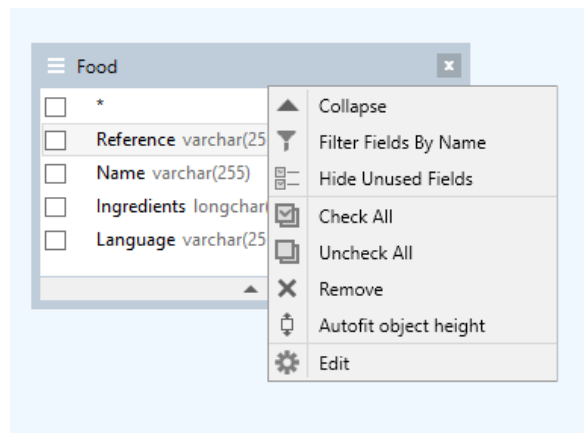 Food
*
Reference varchar(25
Name varchar(255)
Ingredients longchar(
Language varchar(25
Collapse
Filter Fields By Name
Hide Unused Fields
Check All
Uncheck All
Remove
Autofit object height
Edit